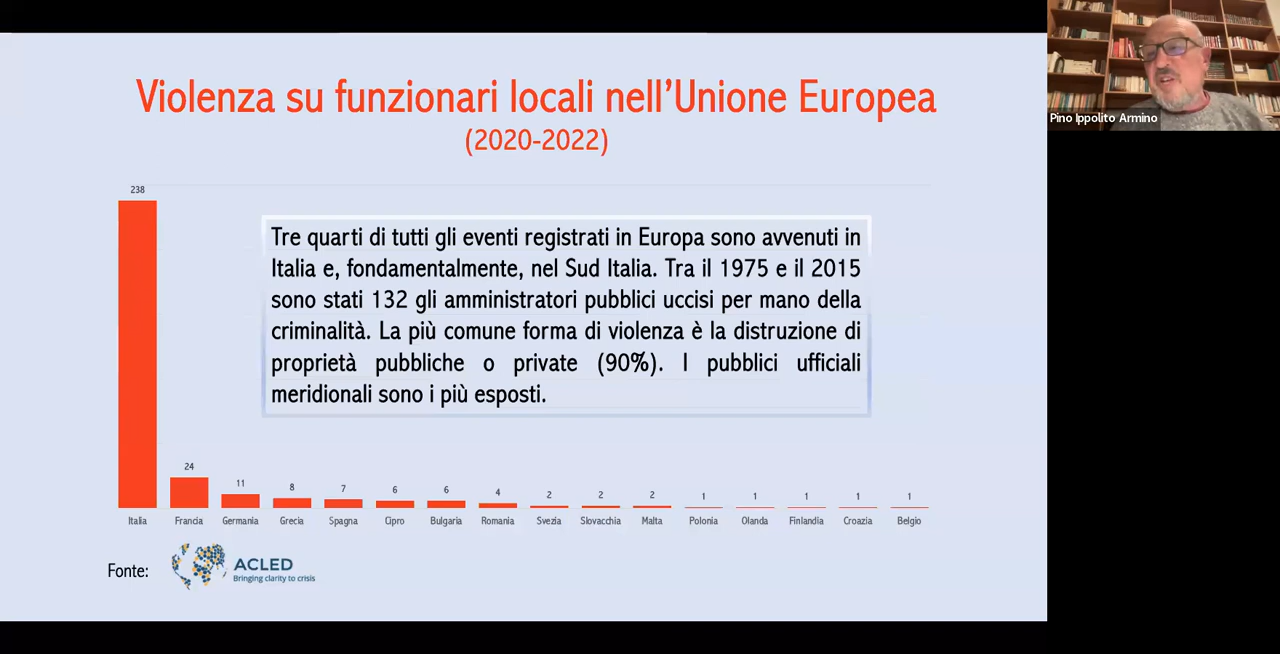 Violenza su funzionari locali nell'Unione Europea
(2020-2022)
Pino Ippolito Armino
238
Tre quarti di tutti gli eventi registrati in Europa sono avvenuti in
Italia e, fondamentalmente, nel Sud Italia. Tra il 1975 e il 2015
sono stati 132 gli amministratori pubblici uccisi per mano della
criminalità. La più comune forma di violenza è la distruzione di
proprietà pubbliche o private (90%). I pubblici ufficiali
meridionali sono i più esposti.
24 11 8 7 6 6 4 2 2 2 1 1 1 1 1
Italia Francia Germania Grecia Spagna Cipro Bulgaria Romania Svezia Slovacchia Malta Polonia Olanda Finlandia Croazia Belgio
Fonte:
ACLED
Bringing clarity to crisis